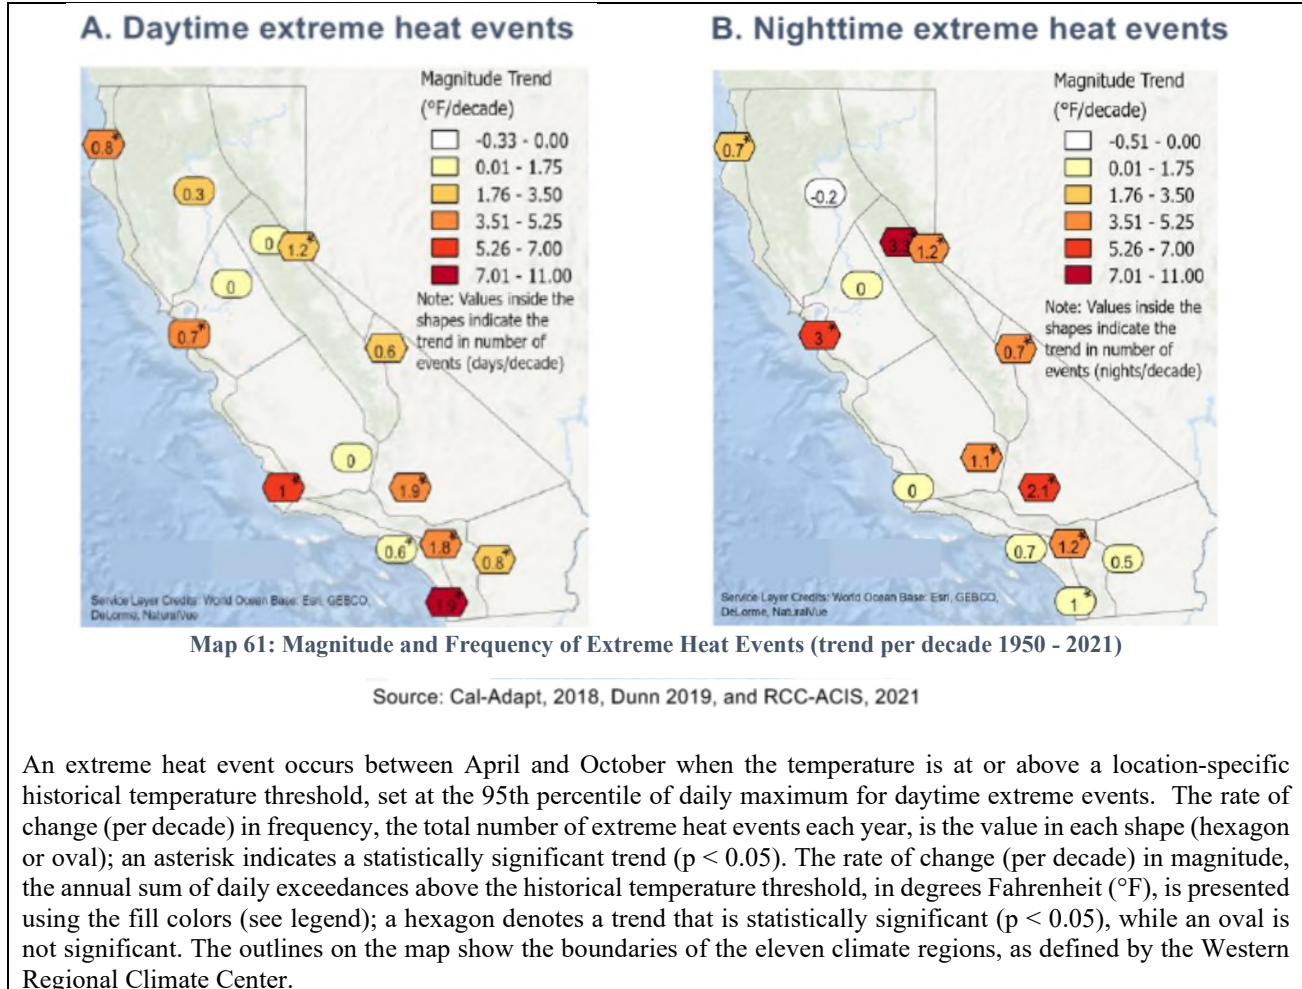 A. Daytime extreme heat events
B. Nighttime extreme heat events
Magnitude Trend
(°F/decade)
-0.33 - 0.00
0.01 - 1.75
1.76 - 3.50
3.51 - 5.25
5.26 - 7.00
7.01 - 11.00
Note: Values inside the
shapes indicate the
trend in number of
events (days/decade)
0.8*
0.3
0
1.2*
0
0.7*
0.6
0
1*
1.9*
0.6*
1.8*
0.8*
1.9*
Service Layer Credits: World Ocean Base: Esri, GEBCO,
DeLorme, NaturalVue
Magnitude Trend
(°F/decade)
-0.51 - 0.00
0.01 - 1.75
1.76 - 3.50
3.51 - 5.25
5.26 - 7.00
7.01 - 11.00
Note: Values inside the
shapes indicate the
trend in number of
events (nights/decade)
0.7*
-0.2
3.3*
1.2*
0
3*
0.7*
1.1*
0
2.1*
0.7
1.2*
0.5
1*
Service Layer Credits: World Ocean Base: Esri, GEBCO,
DeLorme, NaturalVue
Map 61: Magnitude and Frequency of Extreme Heat Events (trend per decade 1950 - 2021)
Source: Cal-Adapt, 2018, Dunn 2019, and RCC-ACIS, 2021
An extreme heat event occurs between April and October when the temperature is at or above a location-specific
historical temperature threshold, set at the 95th percentile of daily maximum for daytime extreme events. The rate of
change (per decade) in frequency, the total number of extreme heat events each year, is the value in each shape (hexagon
or oval); an asterisk indicates a statistically significant trend (p < 0.05). The rate of change (per decade) in magnitude,
the annual sum of daily exceedances above the historical temperature threshold, in degrees Fahrenheit (°F), is presented
using the fill colors (see legend); a hexagon denotes a trend that is statistically significant (p < 0.05), while an oval is
not significant. The outlines on the map show the boundaries of the eleven climate regions, as defined by the Western
Regional Climate Center.